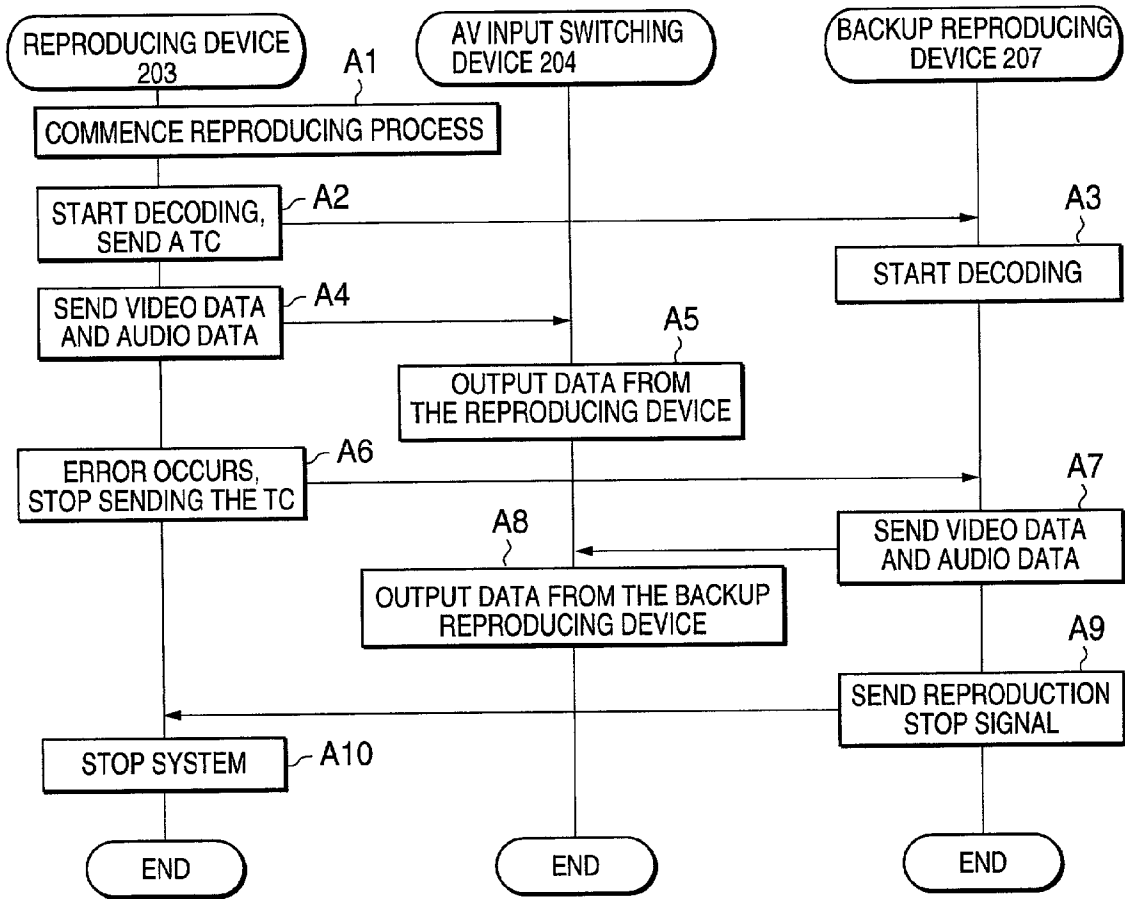 REPRODUCING DEVICE
203
AV INPUT SWITCHING
DEVICE 204
BACKUP REPRODUCING
DEVICE 207
A1
COMMENCE REPRODUCING PROCESS
START DECODING,
SEND A TC
A2
A3
START DECODING
SEND VIDEO DATA
AND AUDIO DATA
A4
A5
OUTPUT DATA FROM
THE REPRODUCING DEVICE
ERROR OCCURS,
STOP SENDING THE TC
A6
A7
SEND VIDEO DATA
AND AUDIO DATA
A8
OUTPUT DATA FROM THE BACKUP
REPRODUCING DEVICE
A9
SEND REPRODUCTION
STOP SIGNAL
STOP SYSTEM
A10
END
END
END